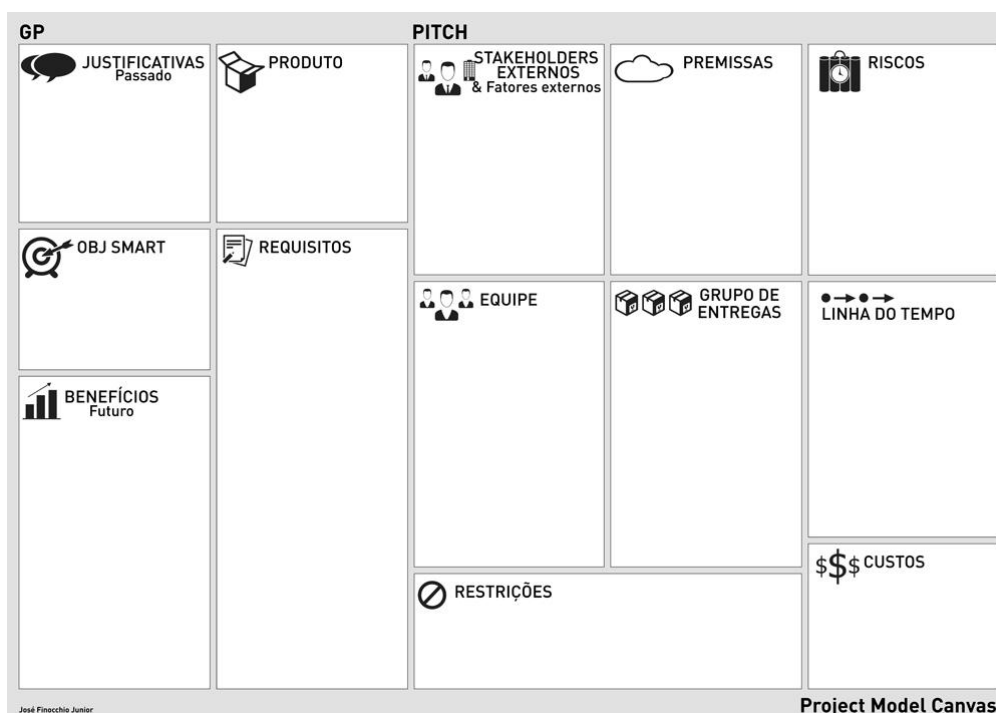 GP
PITCH
JUSTIFICATIVAS
Passado
PRODUTO
STAKEHOLDERS
EXTERNOS
& Fatores externos
PREMISSAS
RISCOS
OBJ SMART
REQUISITOS
EQUIPE
GRUPO DE
ENTREGAS
LINHA DO TEMPO
BENEFÍCIOS
Futuro
RESTRIÇÕES
$$$ CUSTOS
José Finocchio Junior
Project Model Canvas